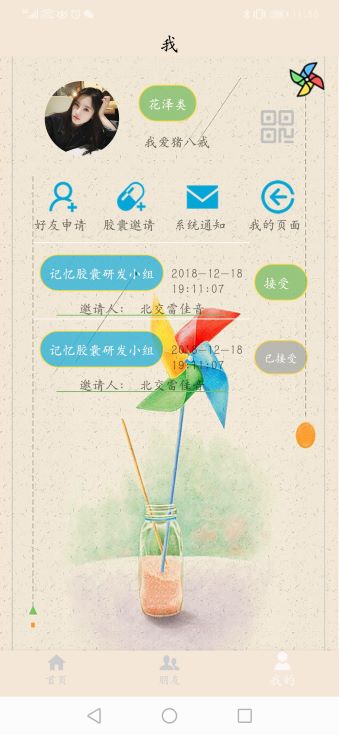 我
花泽类
我爱猪八戒
好友申请 胶囊邀请 系统通知 我的页面
记忆胶囊研发小组 2018-12-18 19:11:07 接受
邀请人： 北交雷佳音
记忆胶囊研发小组 2018-12-18 19:11:07 已接受
邀请人： 北交雷佳音
首页 朋友 我的